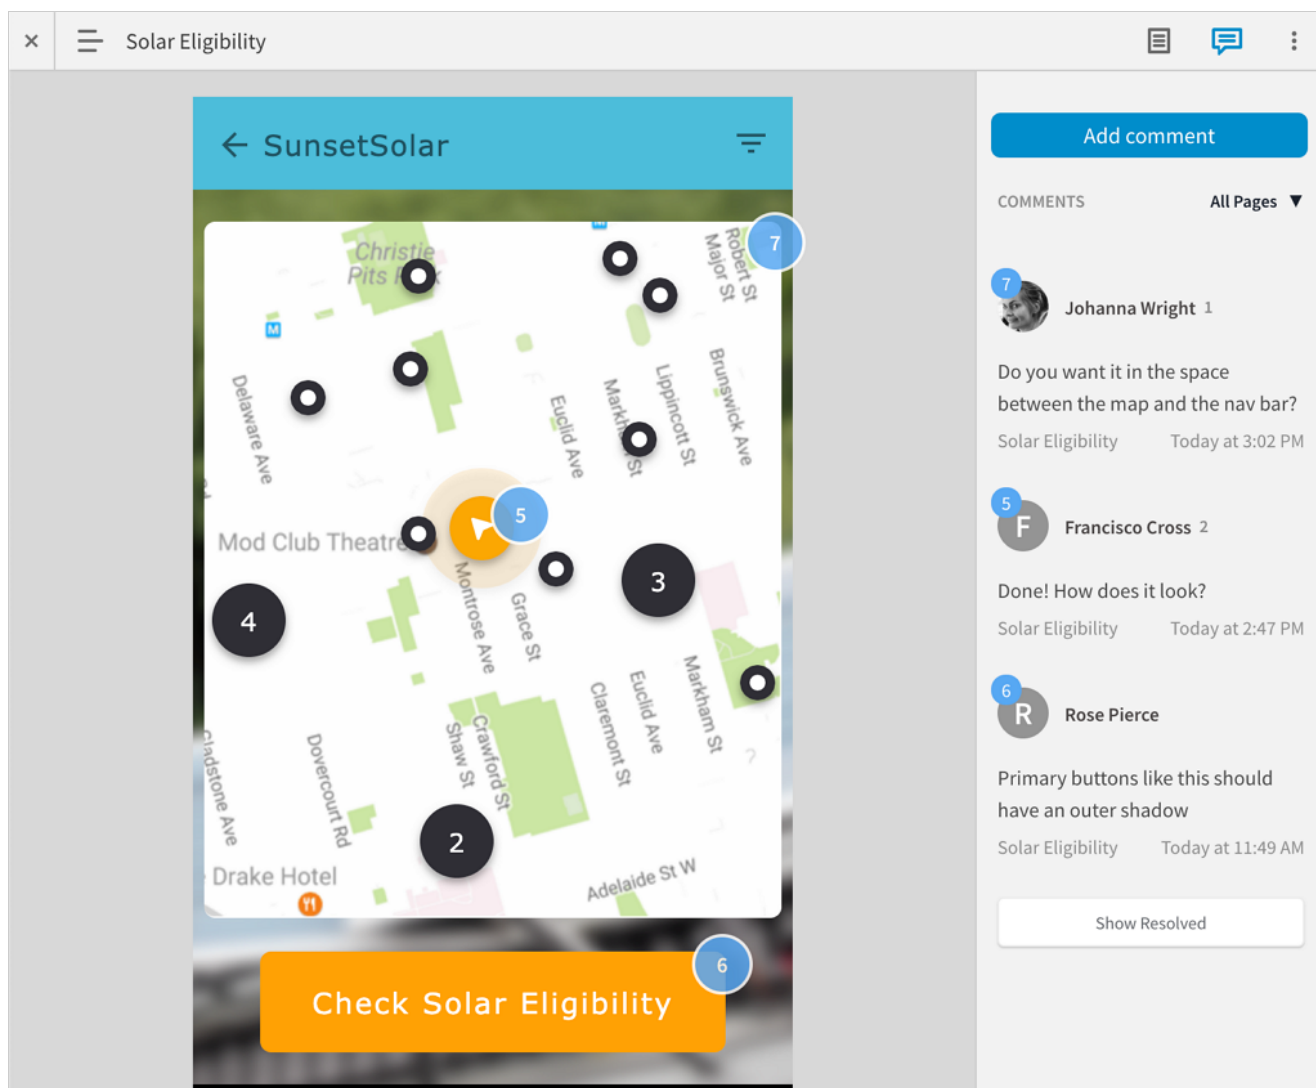 Solar Eligibility
SunsetSolar
7
Christie
Pits
Robert St
Major St
M
Delaware Ave
Euclid Ave
Markham St
Lippincott St
Brunswick Ave
5
Mod Club Theatre
3
4
Montrose Ave
Grace St
Markham St
Euclid Ave
Claremont St
Crawford St
Shaw St
Dovercourt Rd
Gladstone Ave
2
Drake Hotel
Adelaide St W
6
Check Solar Eligibility
Add comment
COMMENTS All Pages ▼
7
Johanna Wright 1
Do you want it in the space
between the map and the nav bar?
Solar Eligibility Today at 3:02 PM
5
F Francisco Cross 2
Done! How does it look?
Solar Eligibility Today at 2:47 PM
6
R Rose Pierce
Primary buttons like this should
have an outer shadow
Solar Eligibility Today at 11:49 AM
Show Resolved